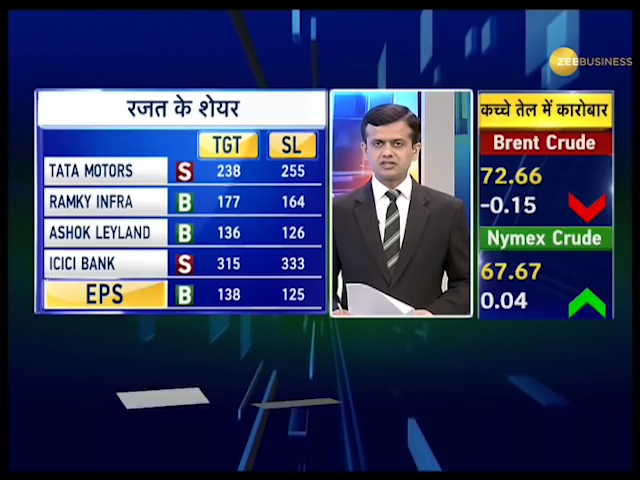 ZEEBUSINESS
रजत के शेयर
TGT SL
TATA MOTORS S 238 255
RAMKY INFRA B 177 164
ASHOK LEYLAND B 136 126
ICICI BANK S 315 333
EPS B 138 125
कच्चे तेल में कारोबार
Brent Crude
72.66
-0.15
Nymex Crude
67.67
0.04